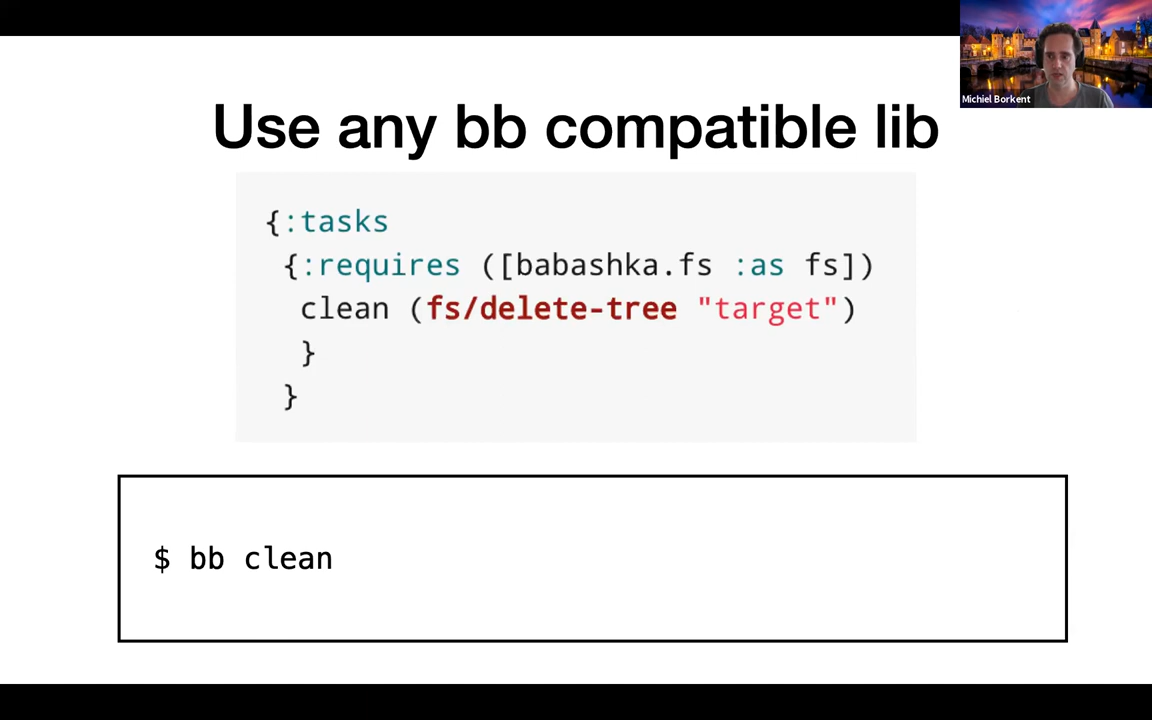 Michiel Borkent
Use any bb compatible lib
{:tasks
{:requires ([babashka.fs :as fs])
clean (fs/delete-tree "target")
}
}
$ bb clean